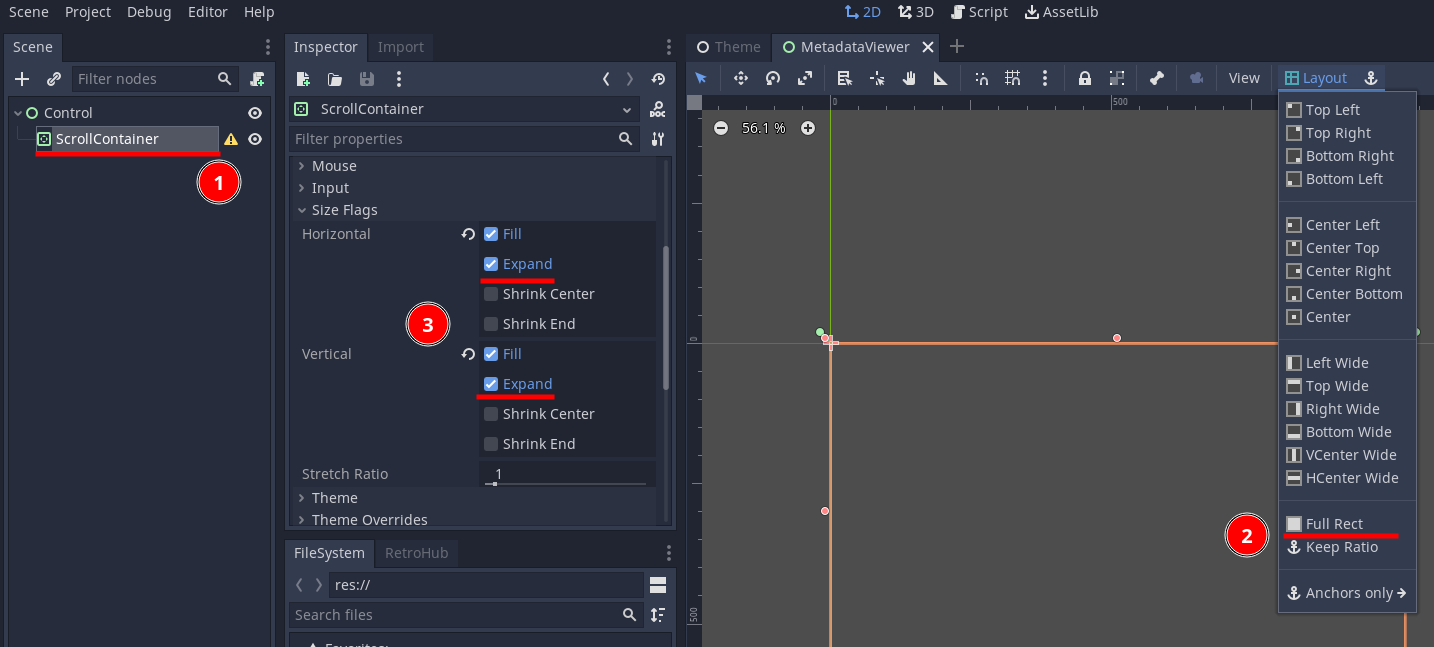 Scene Project Debug Editor Help
2D 3D Script AssetLib
Scene
Filter nodes
Control
ScrollContainer
1
Inspector Import
ScrollContainer
Filter properties
Mouse
Input
Size Flags
Horizontal
Fill
Expand
Shrink Center
Shrink End
3
Vertical
Fill
Expand
Shrink Center
Shrink End
Stretch Ratio 1
Theme
Theme Overrides
FileSystem RetroHub
res://
Search files
Favorites:
Theme MetadataViewer
View Layout
0 500
56.1 %
0
500
Top Left
Top Right
Bottom Right
Bottom Left
Center Left
Center Top
Center Right
Center Bottom
Center
Left Wide
Top Wide
Right Wide
Bottom Wide
VCenter Wide
HCenter Wide
2
Full Rect
Keep Ratio
Anchors only